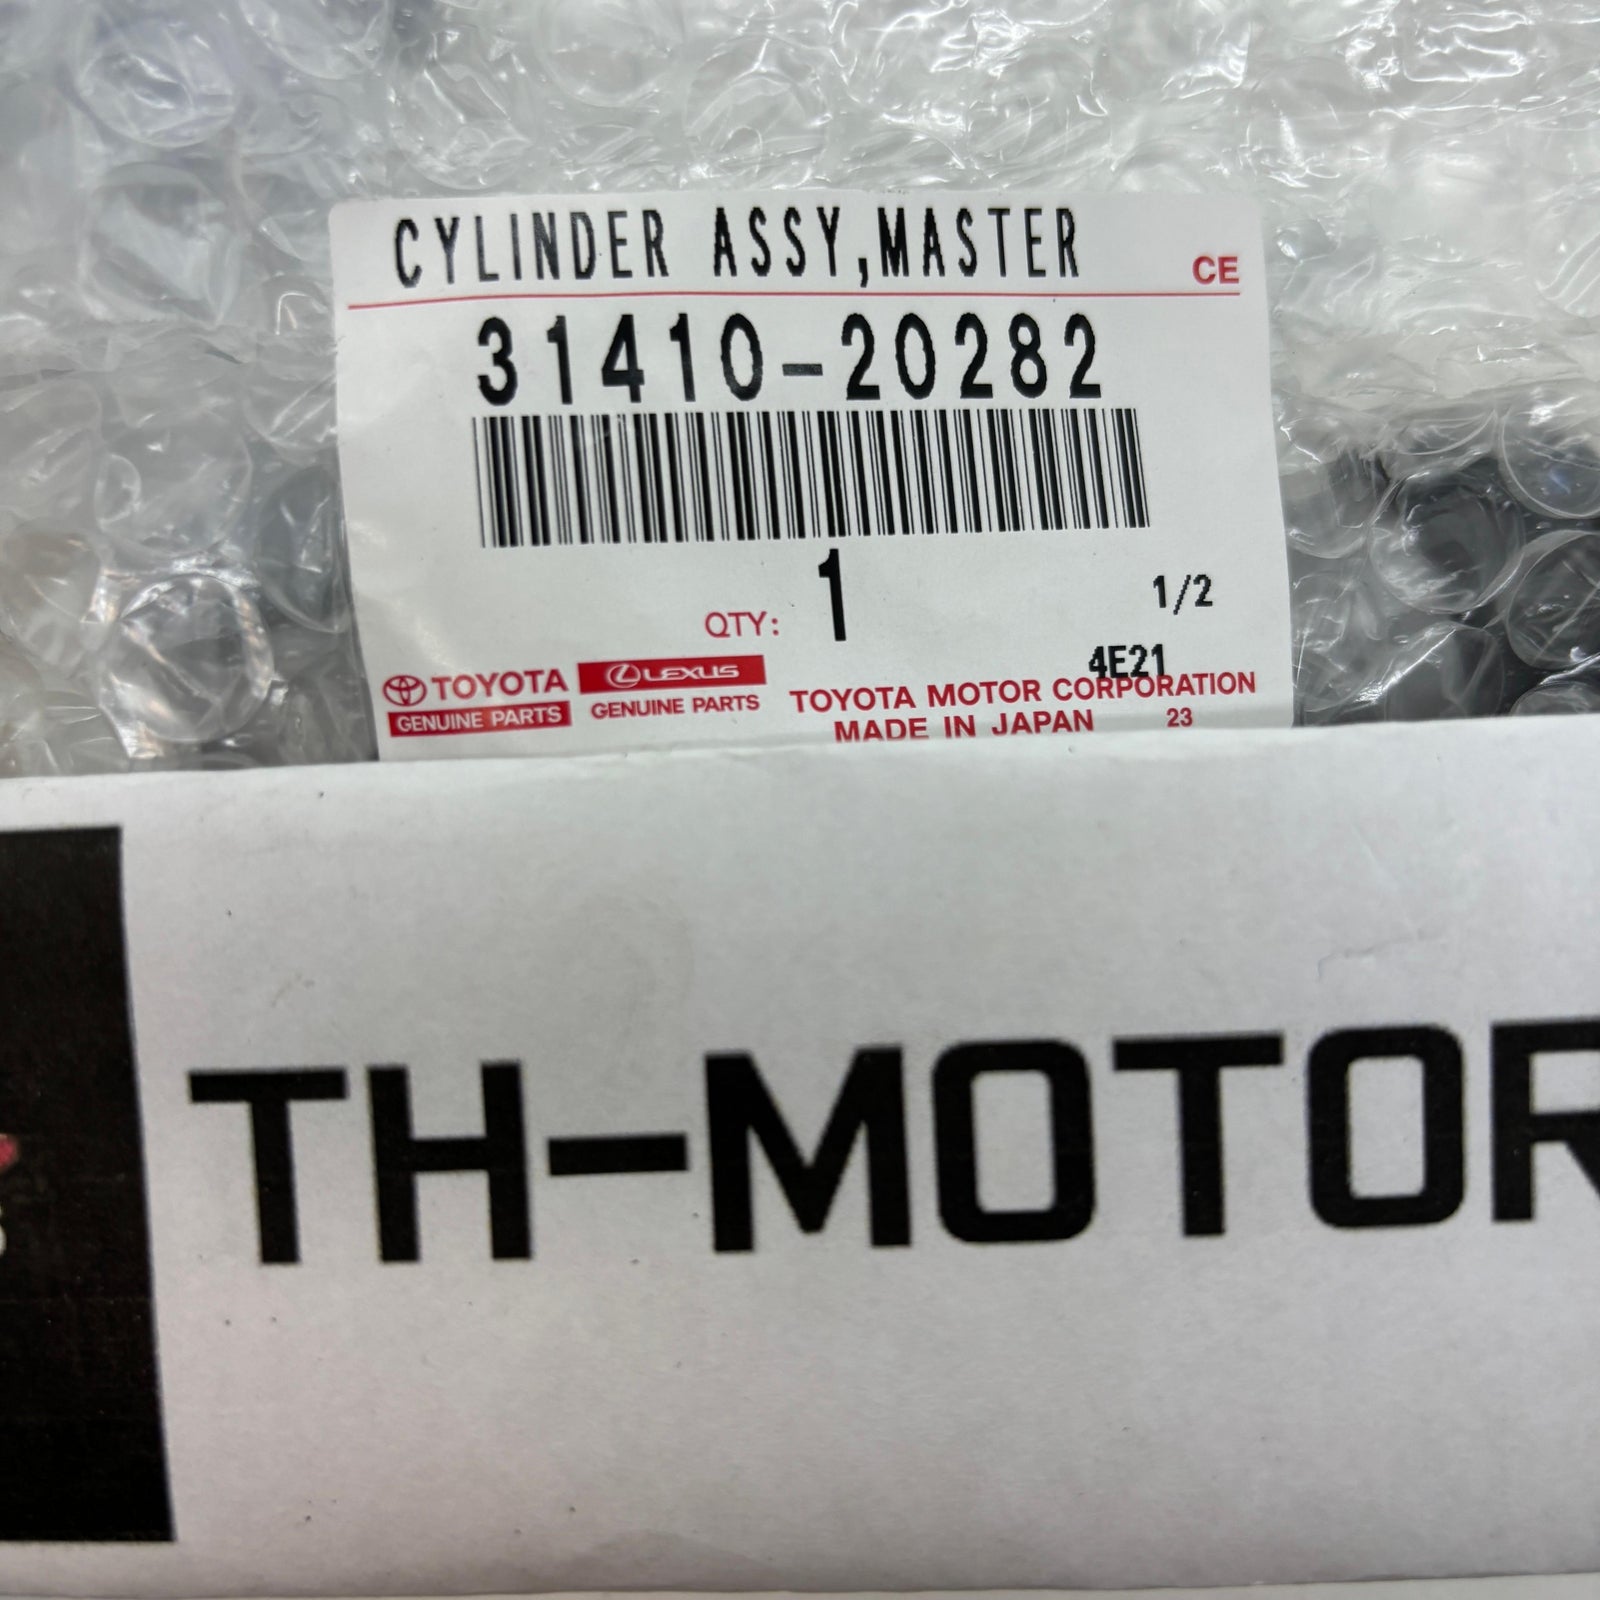 CYLINDER ASSY,MASTER
CE
31410-20282
QTY: 1
1/2
4E21
TOYOTA
GENUINE PARTS
LEXUS
GENUINE PARTS
TOYOTA MOTOR CORPORATION
MADE IN JAPAN 23
TH-MOTOR